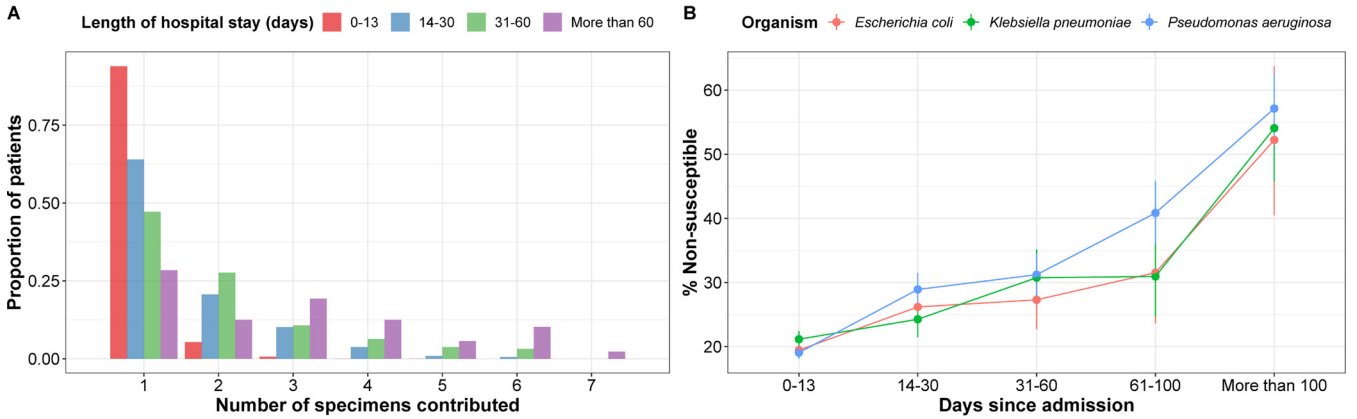 A
Length of hospital stay (days) 0-13 14-30 31-60 More than 60
Proportion of patients
0.75
0.50
0.25
0.00
1 2 3 4 5 6 7
Number of specimens contributed
B
Organism Escherichia coli Klebsiella pneumoniae Pseudomonas aeruginosa
% Non-susceptible
60
50
40
30
20
0-13 14-30 31-60 61-100 More than 100
Days since admission